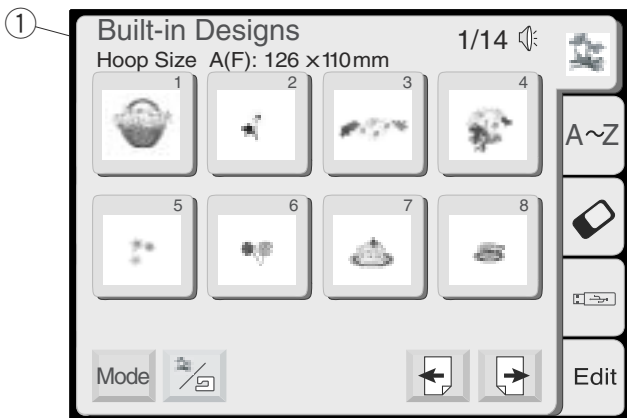 ①
Built-in Designs
1/14
Hoop Size A(F): 126 ×110mm
1 2 3 4
A~Z
5 6 7 8
Mode
Edit